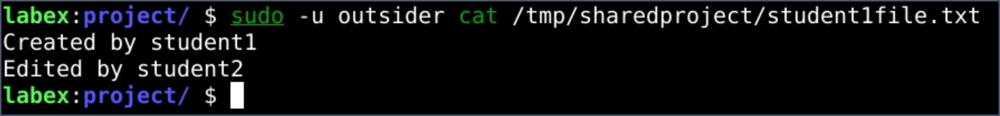 labex:project/ $ sudo -u outsider cat /tmp/sharedproject/student1file.txt
Created by student1
Edited by student2
labex:project/ $